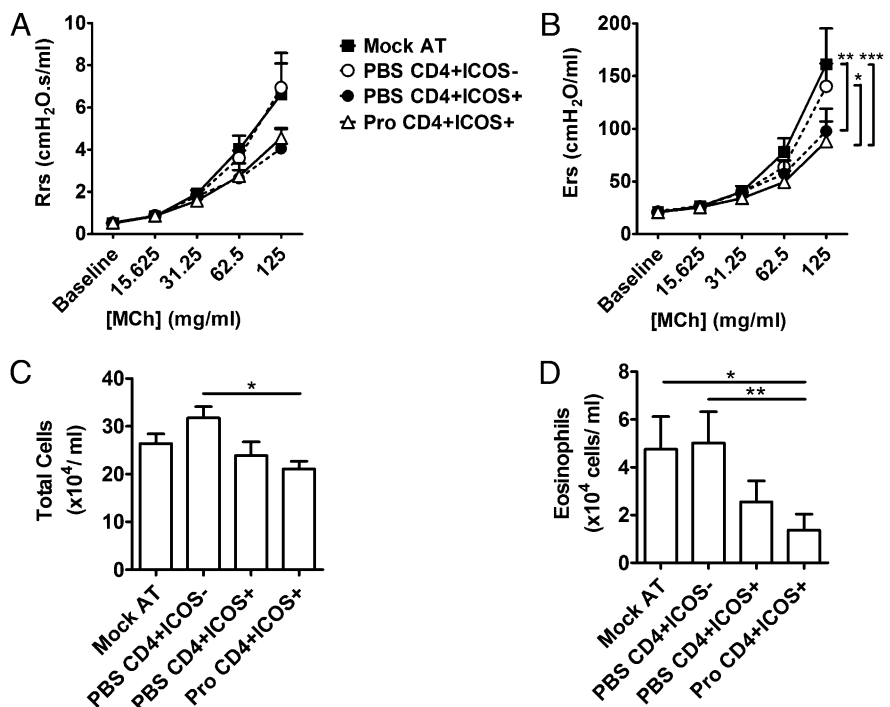 A
Rrs (cmH2O.s/ml)
10
8
6
4
2
0
Baseline
15.625
31.25
62.5
125
[MCh] (mg/ml)
Mock AT
PBS CD4+ICOS-
PBS CD4+ICOS+
Pro CD4+ICOS+
B
Ers (cmH2O/ml)
200
150
100
50
0
Baseline
15.625
31.25
62.5
125
[MCh] (mg/ml)
** ***
*
C
Total Cells
(x10^4/ ml)
40
30
20
10
0
*
Mock AT
PBS CD4+ICOS-
PBS CD4+ICOS+
Pro CD4+ICOS+
D
Eosinophils
(x10^4 cells/ ml)
8
6
4
2
0
*
**
Mock AT
PBS CD4+ICOS-
PBS CD4+ICOS+
Pro CD4+ICOS+